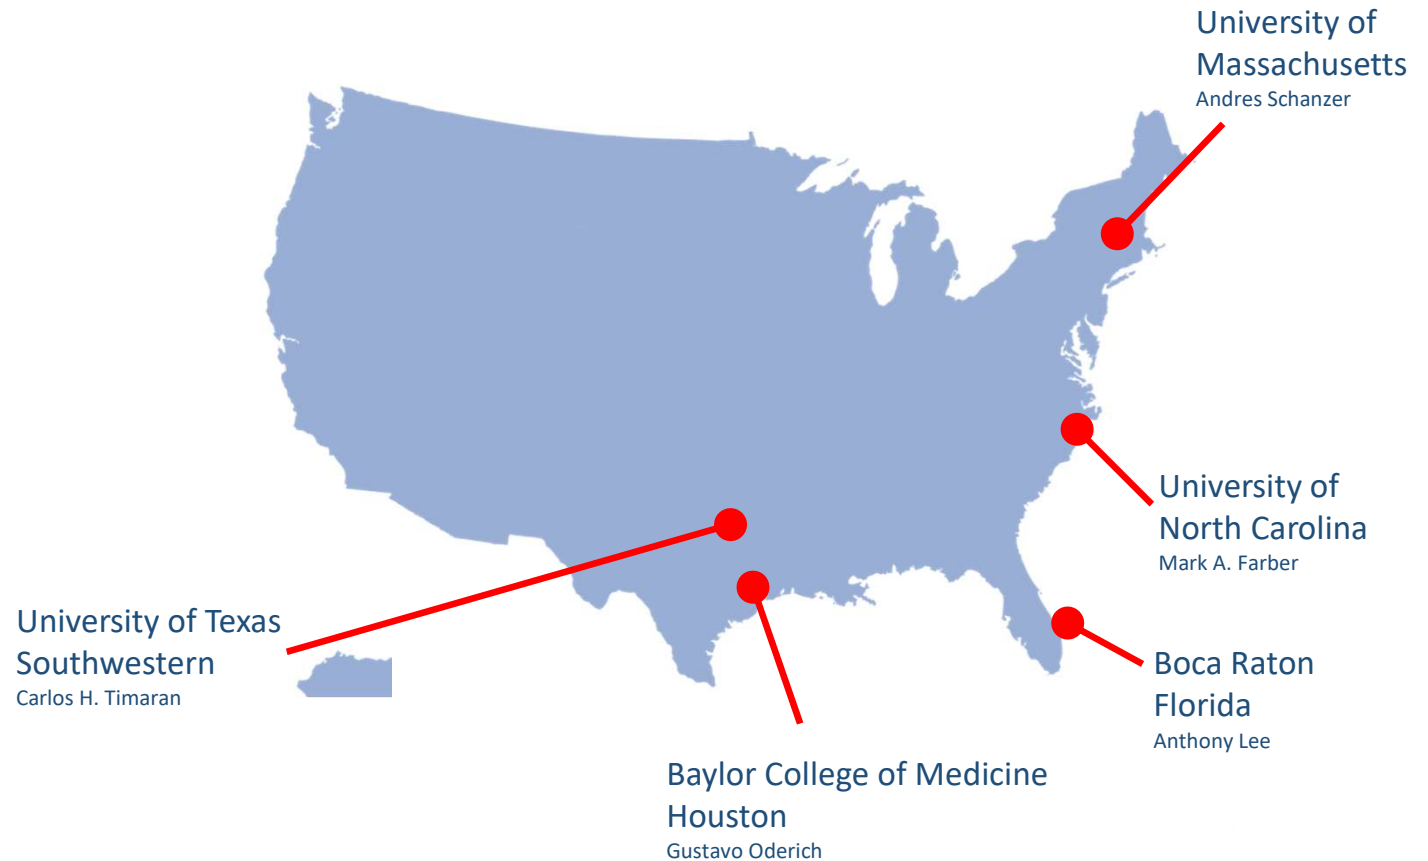 University of
Massachusetts
Andres Schanzer
University of
North Carolina
Mark A. Farber
University of Texas
Southwestern
Carlos H. Timaran
Boca Raton
Florida
Anthony Lee
Baylor College of Medicine
Houston
Gustavo Oderich